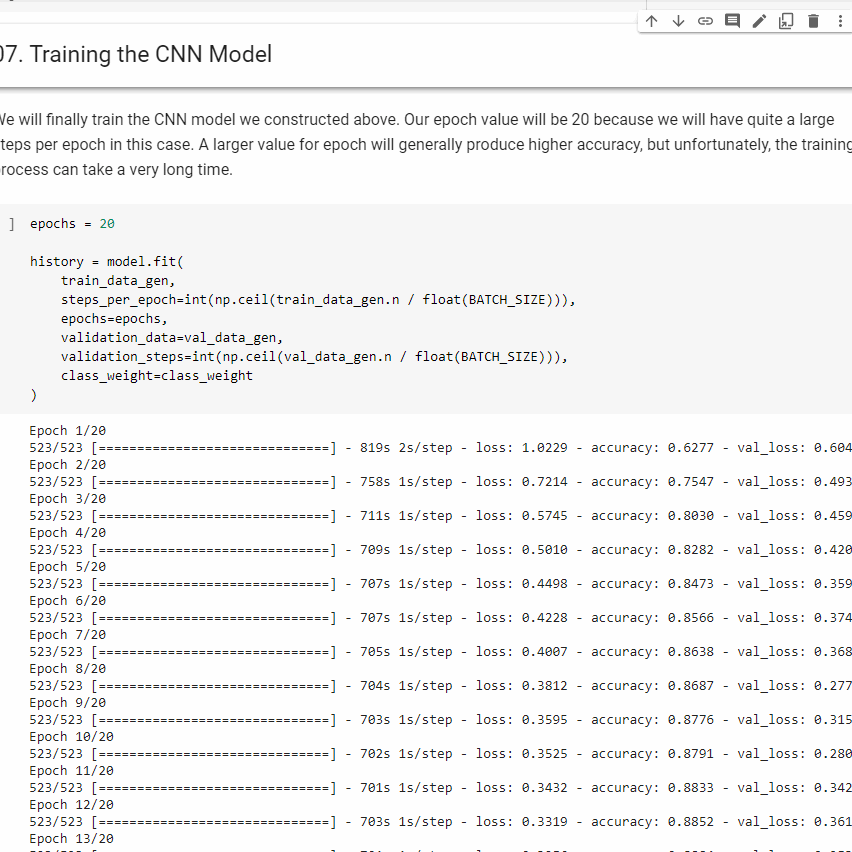 07. Training the CNN Model
We will finally train the CNN model we constructed above. Our epoch value will be 20 because we will have quite a large
steps per epoch in this case. A larger value for epoch will generally produce higher accuracy, but unfortunately, the training
process can take a very long time.
] epochs = 20
history = model.fit(
train_data_gen,
steps_per_epoch=int(np.ceil(train_data_gen.n / float(BATCH_SIZE))),
epochs=epochs,
validation_data=val_data_gen,
validation_steps=int(np.ceil(val_data_gen.n / float(BATCH_SIZE))),
class_weight=class_weight
)
Epoch 1/20
523/523 [==============================] - 819s 2s/step - loss: 1.0229 - accuracy: 0.6277 - val_loss: 0.604
Epoch 2/20
523/523 [==============================] - 758s 1s/step - loss: 0.7214 - accuracy: 0.7547 - val_loss: 0.493
Epoch 3/20
523/523 [==============================] - 711s 1s/step - loss: 0.5745 - accuracy: 0.8030 - val_loss: 0.459
Epoch 4/20
523/523 [==============================] - 709s 1s/step - loss: 0.5010 - accuracy: 0.8282 - val_loss: 0.420
Epoch 5/20
523/523 [==============================] - 707s 1s/step - loss: 0.4498 - accuracy: 0.8473 - val_loss: 0.359
Epoch 6/20
523/523 [==============================] - 707s 1s/step - loss: 0.4228 - accuracy: 0.8566 - val_loss: 0.374
Epoch 7/20
523/523 [==============================] - 705s 1s/step - loss: 0.4007 - accuracy: 0.8638 - val_loss: 0.368
Epoch 8/20
523/523 [==============================] - 704s 1s/step - loss: 0.3812 - accuracy: 0.8687 - val_loss: 0.277
Epoch 9/20
523/523 [==============================] - 703s 1s/step - loss: 0.3595 - accuracy: 0.8776 - val_loss: 0.315
Epoch 10/20
523/523 [==============================] - 702s 1s/step - loss: 0.3525 - accuracy: 0.8791 - val_loss: 0.280
Epoch 11/20
523/523 [==============================] - 701s 1s/step - loss: 0.3432 - accuracy: 0.8833 - val_loss: 0.342
Epoch 12/20
523/523 [==============================] - 703s 1s/step - loss: 0.3319 - accuracy: 0.8852 - val_loss: 0.361
Epoch 13/20